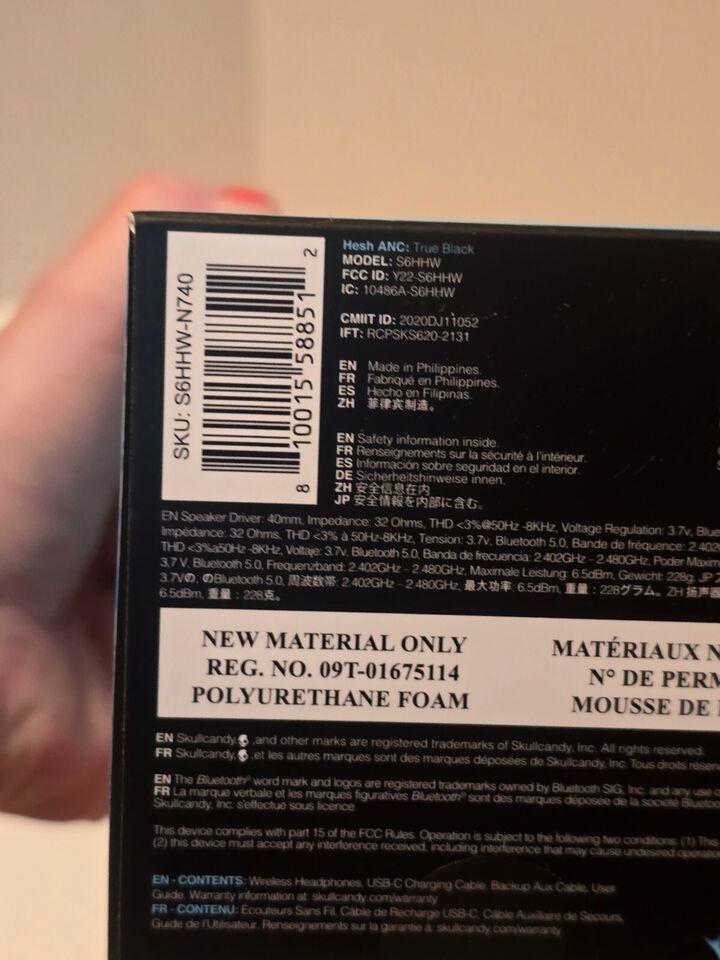 SKU: S6HHW-N740
8 10015 58851 2
Hesh ANC: True Black
MODEL: S6HHW
FCC ID: Y22-S6HHW
IC: 10486A-S6HHW
CMIIT ID: 2020DJ11052
IFT: RCPSKS620-2131
EN Made in Philippines.
FR Fabriqué en Philippines.
ES Hecho en Filipinas.
ZH 菲律宾制造。
EN Safety information inside.
FR Renseignements sur la sécurité à l'intérieur.
ES Información sobre seguridad en el interior.
DE Sicherheitshinweise innen.
ZH 安全信息在内
JP 安全情報を内部に含む。
EN Speaker Driver: 40mm, Impedance: 32 Ohms, THD <3%@50Hz -8KHz, Voltage Regulation: 3.7v, Blue
Impédance: 32 Ohms, THD <3% à 50Hz-8KHz, Tension: 3.7v, Bluetooth 5.0, Bande de fréquence: 2.402
THD <3%a50Hz -8KHz, Voltaje: 3.7v, Bluetooth 5.0, Banda de frecuencia: 2.402GHz - 2.480GHz, Poder Maxim
3,7 V, Bluetooth 5.0, Frequenzband: 2.402GHz - 2.480GHz, Maximale Leistung: 6.5dBm, Gewicht: 228g. JP
3.7Vの, のBluetooth 5.0, 周波数帯: 2.402GHz - 2.480GHz, 最大功率: 6.5dBm, 重量：228グラム。ZH 扬声器
6.5dBm, 重量：228克。
NEW MATERIAL ONLY
REG. NO. 09T-01675114
POLYURETHANE FOAM
MATÉRIAUX N
N° DE PERM
MOUSSE DE
EN Skullcandy, ,and other marks are registered trademarks of Skullcandy, Inc. All rights reserved.
FR Skullcandy, ,et les autres marques sont des marques déposées de Skullcandy, Inc. Tous droits réser
EN The Bluetooth® word mark and logos are registered trademarks owned by Bluetooth SIG, Inc. and any use o
FR La marque verbale et les marques figuratives Bluetooth® sont des marques déposée de la société Bluetoo
Skullcandy, Inc. s'effectue sous licence.
This device complies with part 15 of the FCC Rules. Operation is subject to the following two conditions: (1) This
(2) this device must accept any interference received, including interference that may cause undesired operatio
EN - CONTENTS: Wireless Headphones, USB-C Charging Cable, Backup Aux Cable, User
Guide. Warranty information at: skullcandy.com/warranty
FR - CONTENU: Écouteurs Sans Fil, Câble de Recharge USB-C, Câble Auxiliaire de Secours,
Guide de l'Utilisateur. Renseignements sur la garantie à: skullcandy.com/warranty